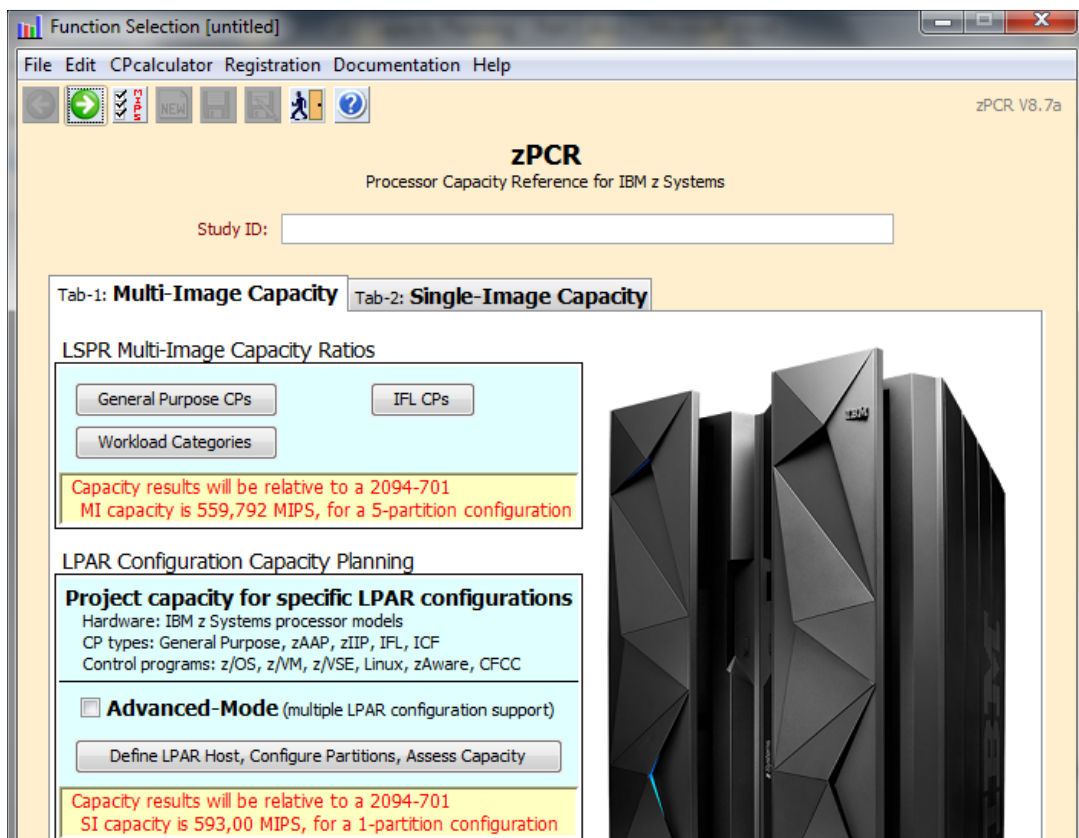 Function Selection [untitled]
File Edit CPcalculator Registration Documentation Help
MIPS
NEW
zPCR V8.7a
zPCR
Processor Capacity Reference for IBM z Systems
Study ID:
Tab-1: Multi-Image Capacity
Tab-2: Single-Image Capacity
LSPR Multi-Image Capacity Ratios
General Purpose CPs
IFL CPs
Workload Categories
Capacity results will be relative to a 2094-701
MI capacity is 559,792 MIPS, for a 5-partition configuration
LPAR Configuration Capacity Planning
Project capacity for specific LPAR configurations
Hardware: IBM z Systems processor models
CP types: General Purpose, zAAP, zIIP, IFL, ICF
Control programs: z/OS, z/VM, z/VSE, Linux, zAware, CFCC
Advanced-Mode (multiple LPAR configuration support)
Define LPAR Host, Configure Partitions, Assess Capacity
Capacity results will be relative to a 2094-701
SI capacity is 593,00 MIPS, for a 1-partition configuration
IBM
z Systems
IBM